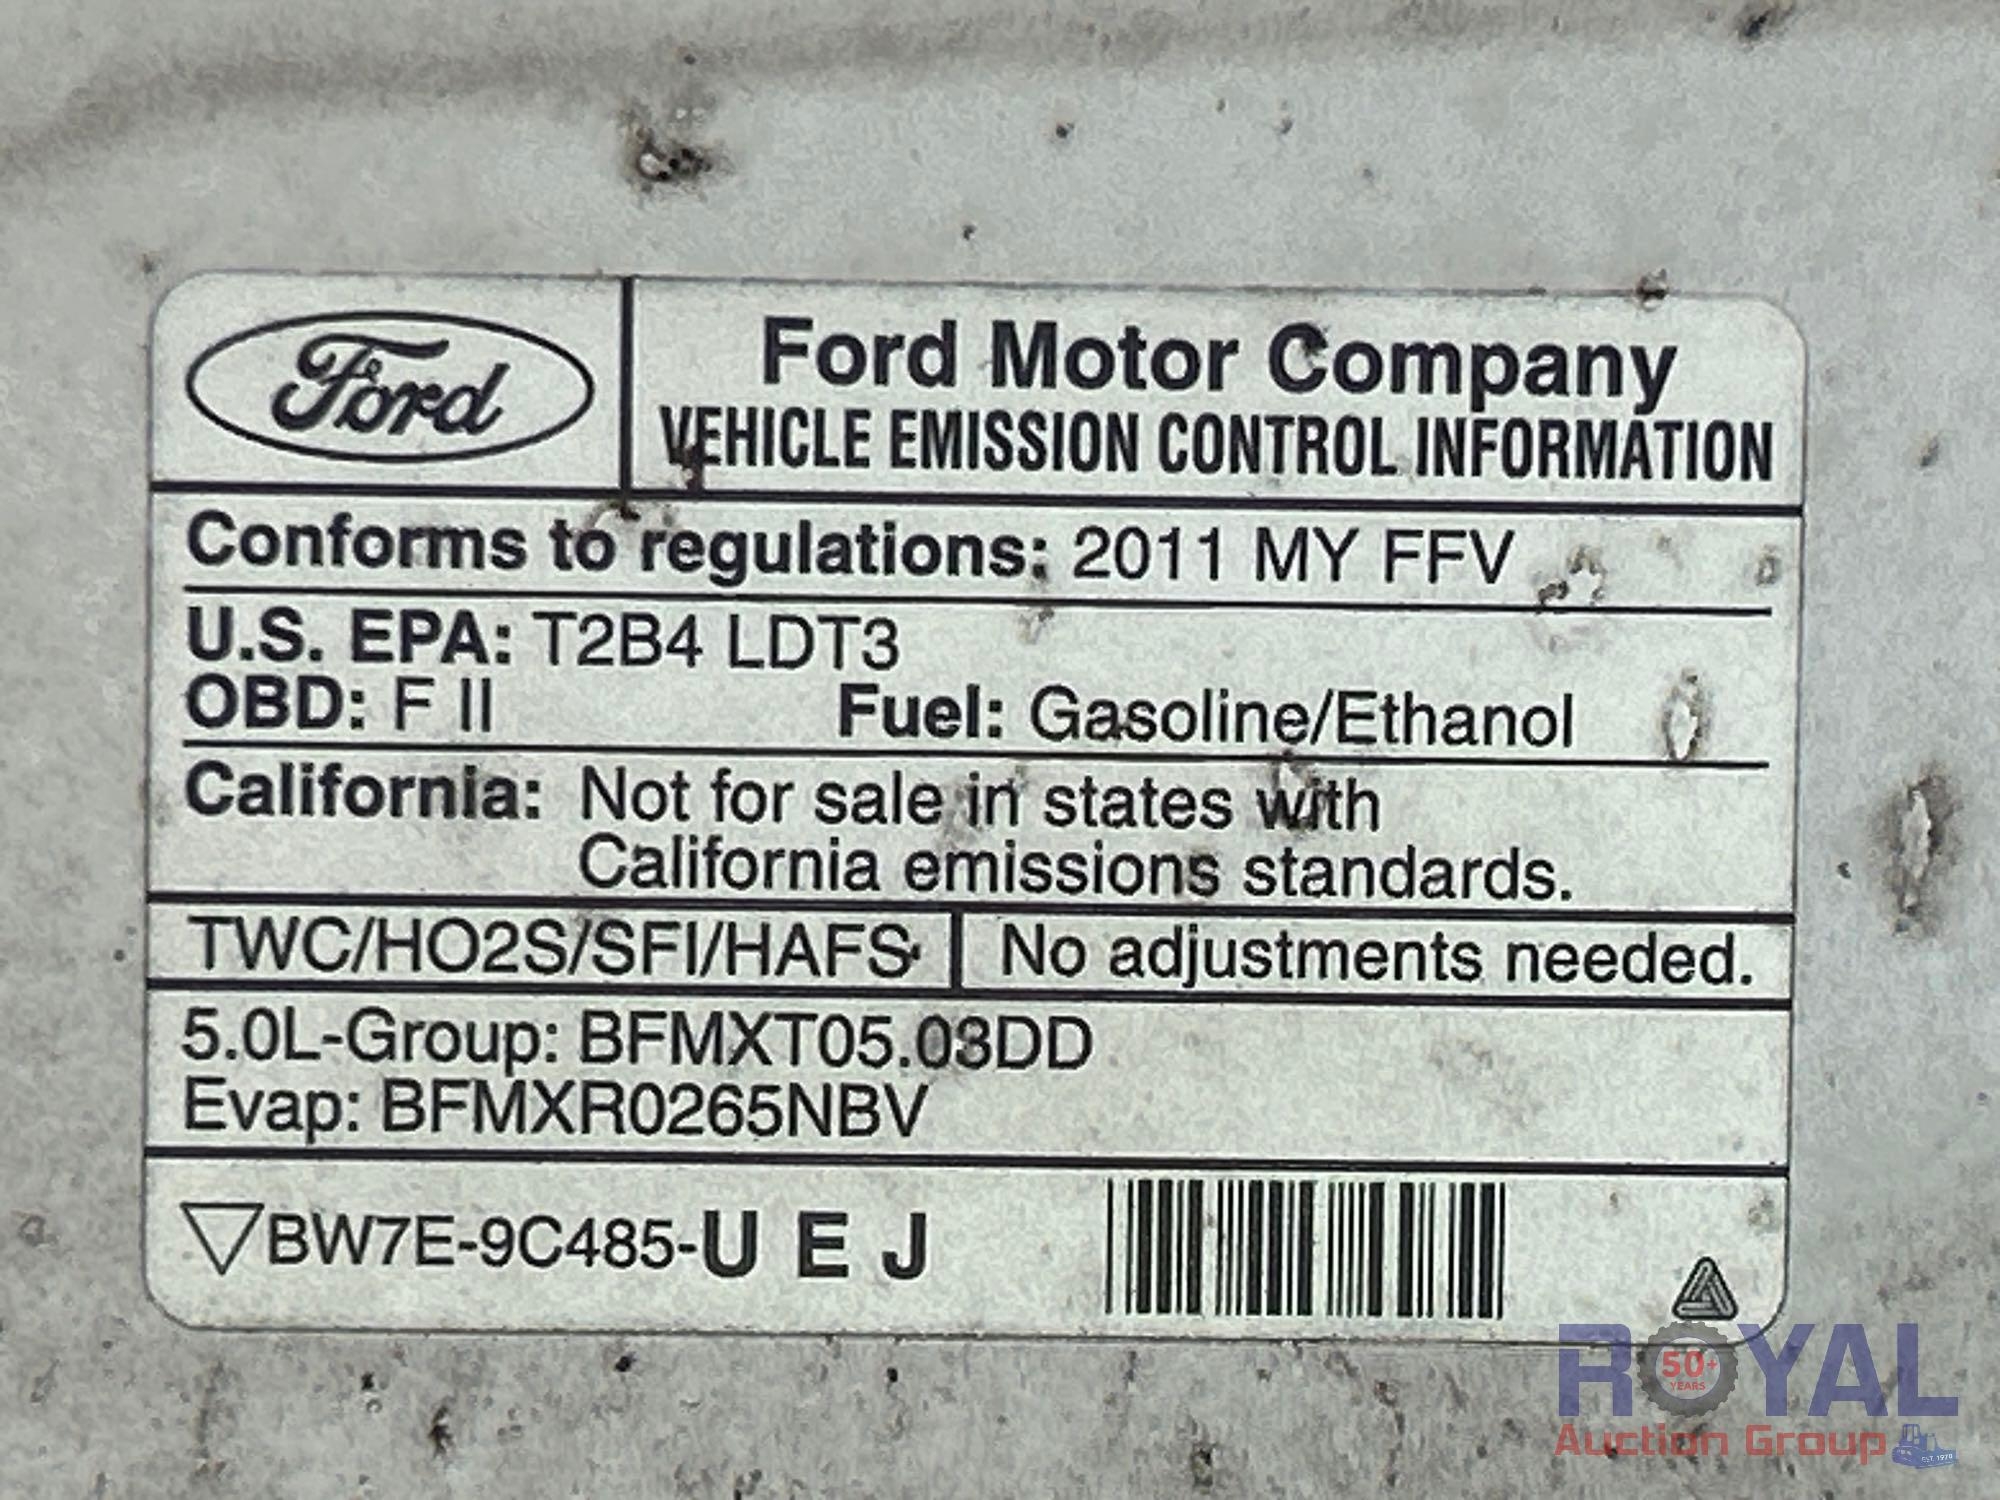 Ford
Ford Motor Company
VEHICLE EMISSION CONTROL INFORMATION
Conforms to regulations: 2011 MY FFV
U.S. EPA: T2B4 LDT3
OBD: F II Fuel: Gasoline/Ethanol
California: Not for sale in states with
California emissions standards.
TWC/HO2S/SFI/HAFS No adjustments needed.
5.0L-Group: BFMXT05.03DD
Evap: BFMXR0265NBV
BW7E-9C485-U E J
ROYAL
50+
YEARS
Auction Group
EST. 1970